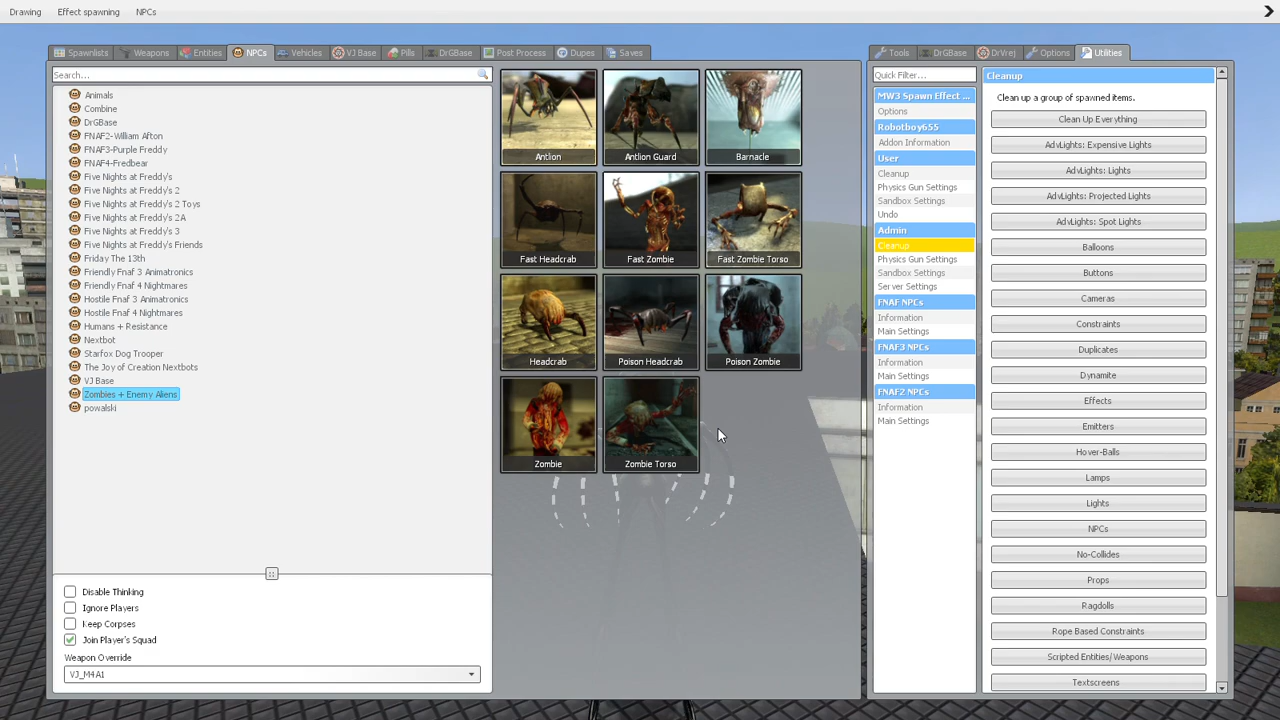 Drawing Effect spawning NPCs
Spawnlists Weapons Entities NPCs Vehicles VJ Base Pills DrGBase Post Process Dupes Saves
Search...
Animals
Combine
DrGBase
FNAF2-William Afton
FNAF3-Purple Freddy
FNAF4-Fredbear
Five Nights at Freddy's
Five Nights at Freddy's 2
Five Nights at Freddy's 2 Toys
Five Nights at Freddy's 2A
Five Nights at Freddy's 3
Five Nights at Freddy's Friends
Friday The 13th
Friendly Fnaf 3 Animatronics
Friendly Fnaf 4 Nightmares
Hostile Fnaf 3 Animatronics
Hostile Fnaf 4 Nightmares
Humans + Resistance
Nextbot
Starfox Dog Trooper
The Joy of Creation Nextbots
VJ Base
Zombies + Enemy Aliens
powalski
Disable Thinking
Ignore Players
Keep Corpses
Join Player's Squad
Weapon Override
VJ_M4A1
Antlion Antlion Guard Barnacle
Fast Headcrab Fast Zombie Fast Zombie Torso
Headcrab Poison Headcrab Poison Zombie
Zombie Zombie Torso
Tools DrGBase DrVrej Options Utilities
Quick Filter...
MW3 Spawn Effect ...
Options
Robotboy655
Addon Information
User
Cleanup
Physics Gun Settings
Sandbox Settings
Undo
Admin
Cleanup
Physics Gun Settings
Sandbox Settings
Server Settings
FNAF NPCs
Information
Main Settings
FNAF3 NPCs
Information
Main Settings
FNAF2 NPCs
Information
Main Settings
Cleanup
Clean up a group of spawned items.
Clean Up Everything
AdvLights: Expensive Lights
AdvLights: Lights
AdvLights: Projected Lights
AdvLights: Spot Lights
Balloons
Buttons
Cameras
Constraints
Duplicates
Dynamite
Effects
Emitters
Hover-Balls
Lamps
Lights
NPCs
No-Collides
Props
Ragdolls
Rope Based Constraints
Scripted Entities/Weapons
Textscreens